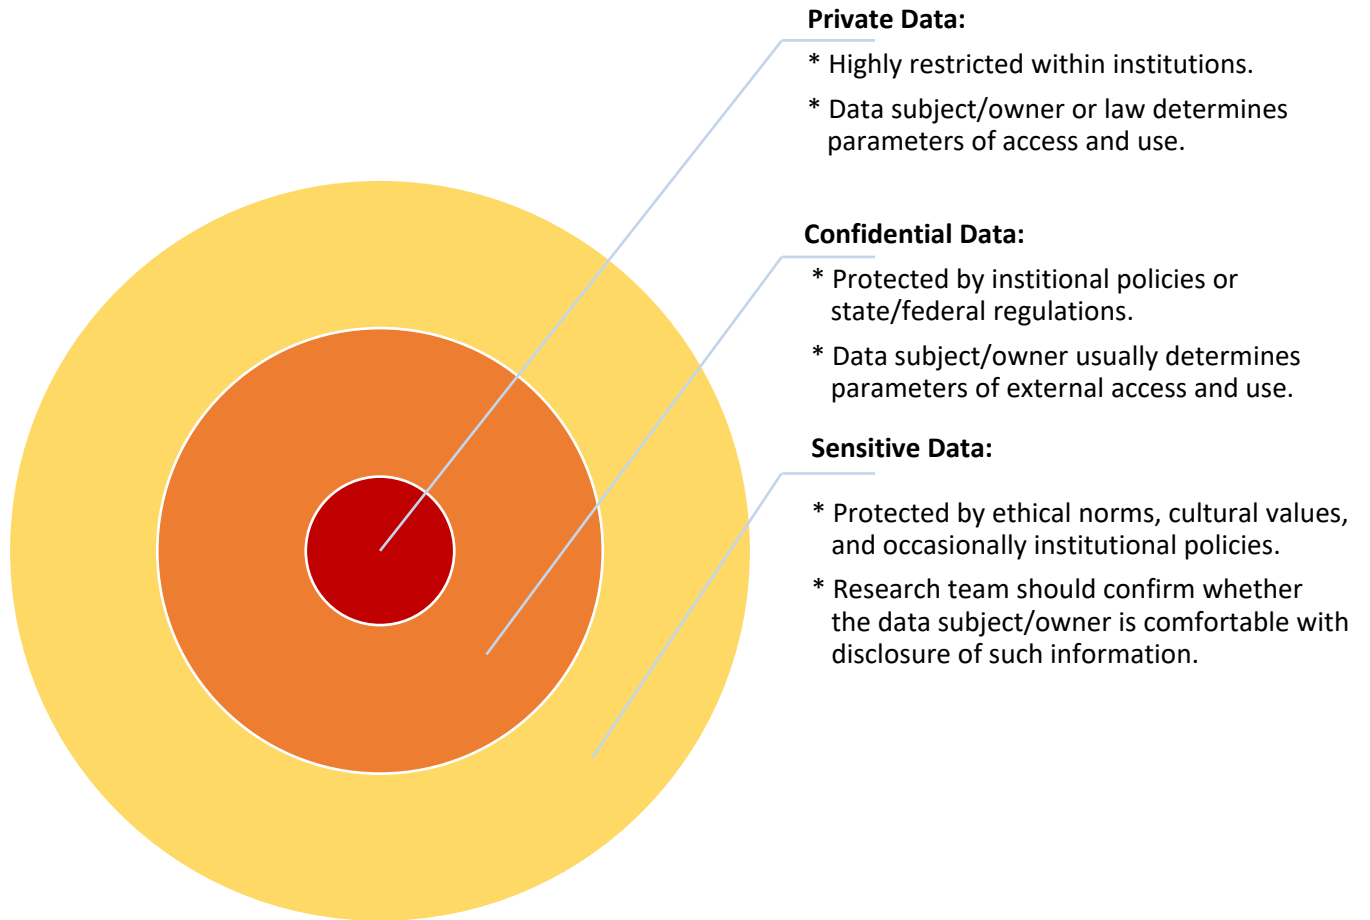 Private Data:
* Highly restricted within institutions.
* Data subject/owner or law determines
parameters of access and use.
Confidential Data:
* Protected by institional policies or
state/federal regulations.
* Data subject/owner usually determines
parameters of external access and use.
Sensitive Data:
* Protected by ethical norms, cultural values,
and occasionally institutional policies.
* Research team should confirm whether
the data subject/owner is comfortable with
disclosure of such information.